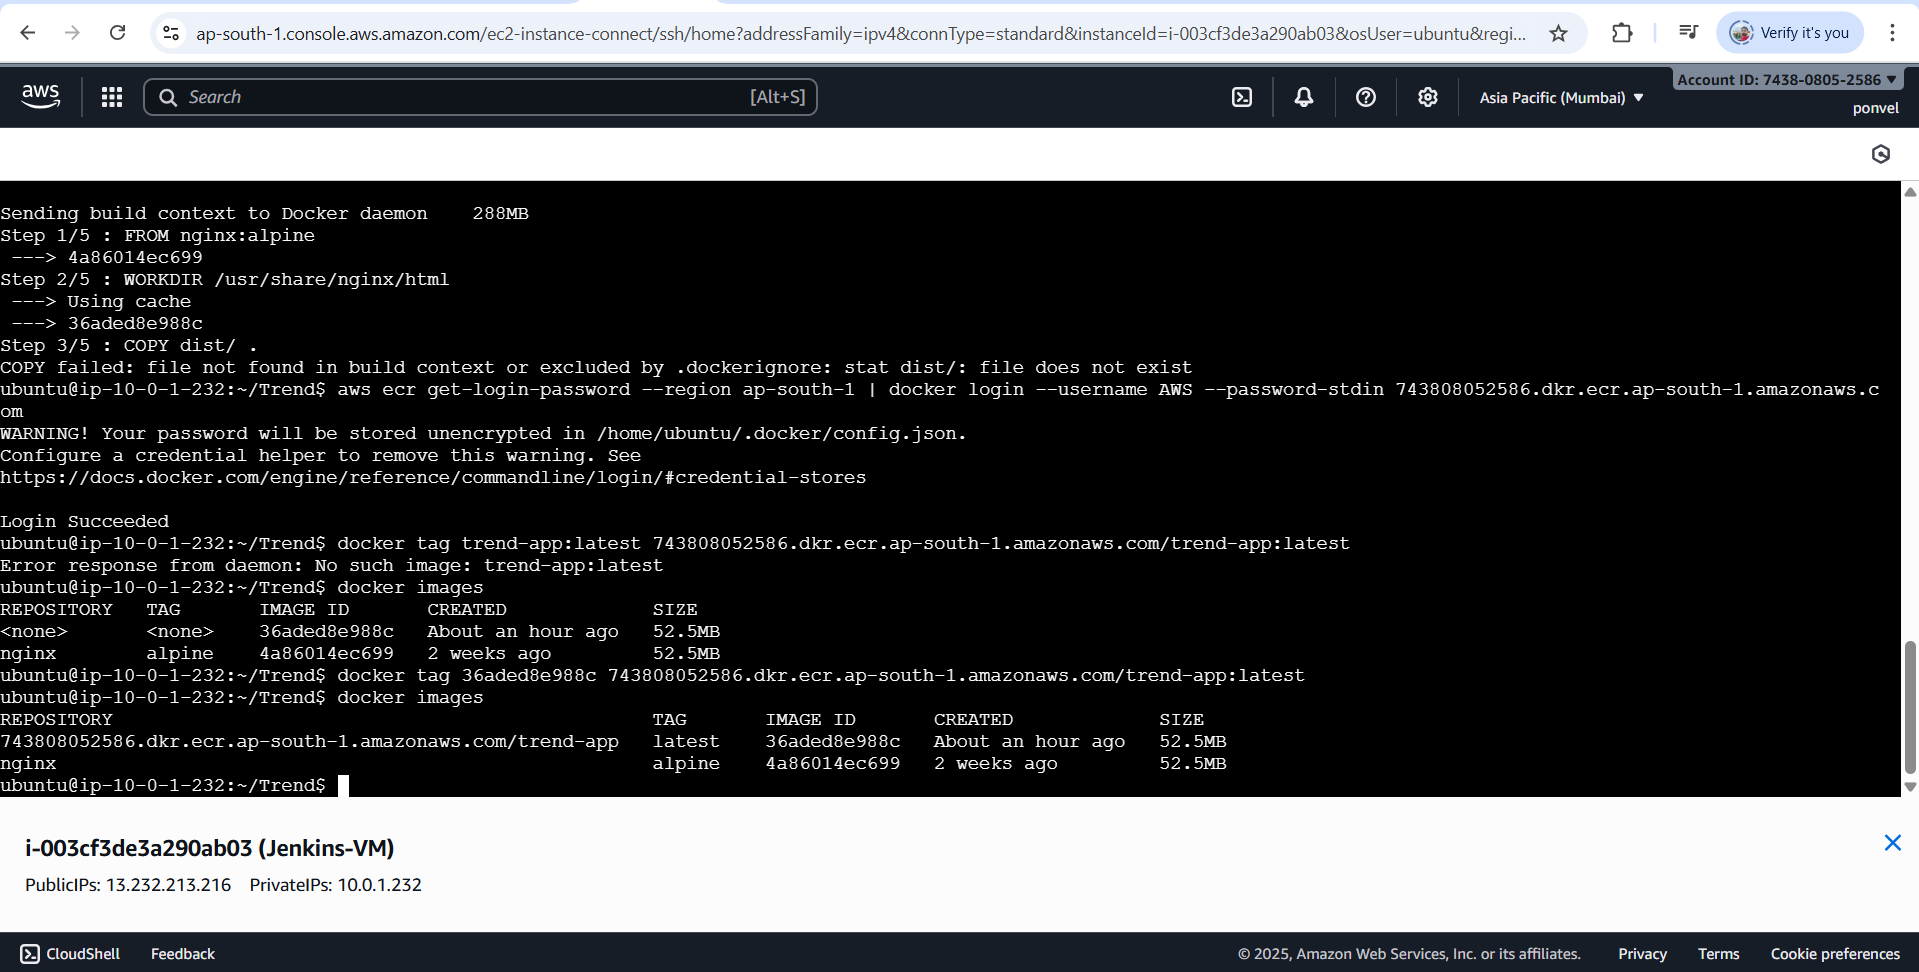 ap-south-1.console.aws.amazon.com/ec2-instance-connect/ssh/home?addressFamily=ipv4&connType=standard&instanceId=i-003cf3de3a290ab03&osUser=ubuntu&regi...
Verify it's you
aws
Search
[Alt+S]
Asia Pacific (Mumbai)
Account ID: 7438-0805-2586
ponvel
Sending build context to Docker daemon    288MB
Step 1/5 : FROM nginx:alpine
 ---> 4a86014ec699
Step 2/5 : WORKDIR /usr/share/nginx/html
 ---> Using cache
 ---> 36aded8e988c
Step 3/5 : COPY dist/ .
COPY failed: file not found in build context or excluded by .dockerignore: stat dist/: file does not exist
ubuntu@ip-10-0-1-232:~/Trend$ aws ecr get-login-password --region ap-south-1 | docker login --username AWS --password-stdin 743808052586.dkr.ecr.ap-south-1.amazonaws.c
om
WARNING! Your password will be stored unencrypted in /home/ubuntu/.docker/config.json.
Configure a credential helper to remove this warning. See
https://docs.docker.com/engine/reference/commandline/login/#credential-stores
Login Succeeded
ubuntu@ip-10-0-1-232:~/Trend$ docker tag trend-app:latest 743808052586.dkr.ecr.ap-south-1.amazonaws.com/trend-app:latest
Error response from daemon: No such image: trend-app:latest
ubuntu@ip-10-0-1-232:~/Trend$ docker images
REPOSITORY   TAG       IMAGE ID       CREATED             SIZE
<none>       <none>    36aded8e988c   About an hour ago   52.5MB
nginx        alpine    4a86014ec699   2 weeks ago         52.5MB
ubuntu@ip-10-0-1-232:~/Trend$ docker tag 36aded8e988c 743808052586.dkr.ecr.ap-south-1.amazonaws.com/trend-app:latest
ubuntu@ip-10-0-1-232:~/Trend$ docker images
REPOSITORY                                                TAG       IMAGE ID       CREATED             SIZE
743808052586.dkr.ecr.ap-south-1.amazonaws.com/trend-app   latest    36aded8e988c   About an hour ago   52.5MB
nginx                                                     alpine    4a86014ec699   2 weeks ago         52.5MB
ubuntu@ip-10-0-1-232:~/Trend$
i-003cf3de3a290ab03 (Jenkins-VM)
PublicIPs: 13.232.213.216    PrivateIPs: 10.0.1.232
CloudShell    Feedback    © 2025, Amazon Web Services, Inc. or its affiliates.    Privacy    Terms    Cookie preferences